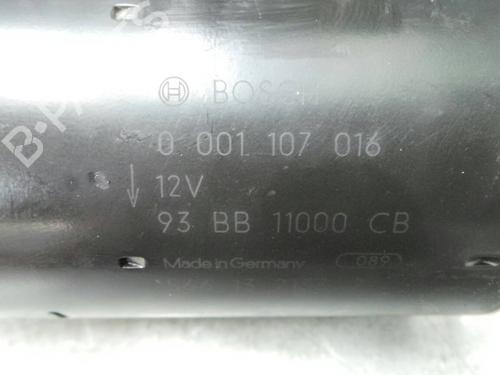 BOSCH
0 001 107 016
12V
93 BB 11000 CB
Made in Germany 089